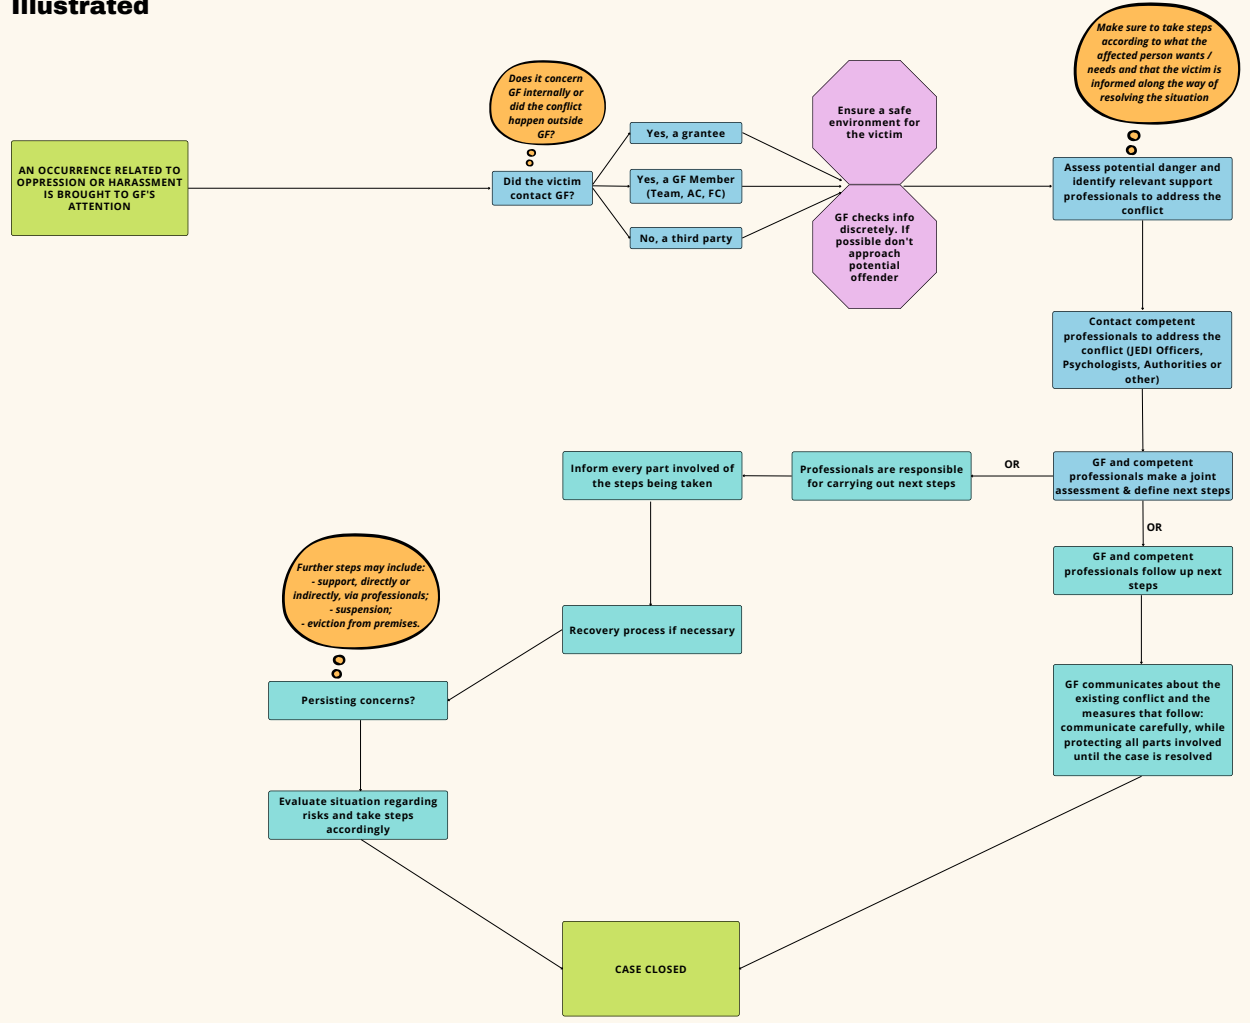 Illustrated
Make sure to take steps
according to what the
affected person wants /
needs and that the victim is
informed along the way of
resolving the situation
Does it concern
GF internally or
did the conflict
happen outside
GF?
AN OCCURRENCE RELATED TO
OPPRESSION OR HARASSMENT
IS BROUGHT TO GF'S
ATTENTION
Did the victim
contact GF?
Yes, a grantee
Yes, a GF Member
(Team, AC, FC)
No, a third party
Ensure a safe
environment for
the victim
GF checks info
discretely. If
possible don't
approach
potential
offender
Assess potential danger and
identify relevant support
professionals to address the
conflict
Contact competent
professionals to address the
conflict (JEDI Officers,
Psychologists, Authorities or
other)
GF and competent
professionals make a joint
assessment & define next steps
OR
Professionals are responsible
for carrying out next steps
Inform every part involved of
the steps being taken
OR
GF and competent
professionals follow up next
steps
Further steps may include:
- support, directly or
indirectly, via professionals;
- suspension;
- eviction from premises.
Recovery process if necessary
Persisting concerns?
GF communicates about the
existing conflict and the
measures that follow:
communicate carefully, while
protecting all parts involved
until the case is resolved
Evaluate situation regarding
risks and take steps
accordingly
CASE CLOSED